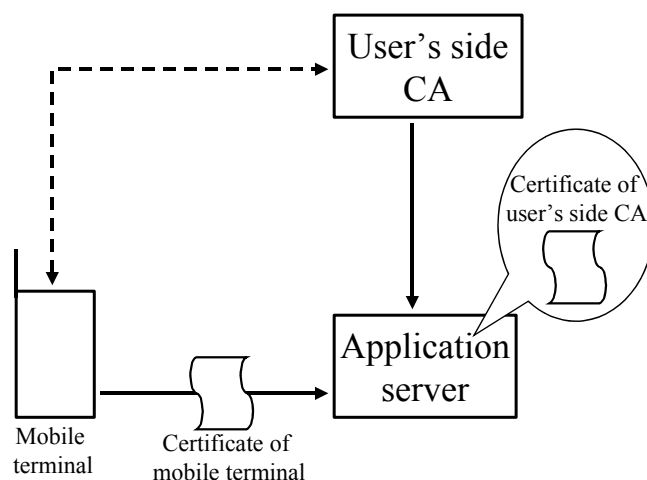 User’s side
CA
Certificate of
user’s side CA
Application
server
Mobile
terminal
Certificate of
mobile terminal